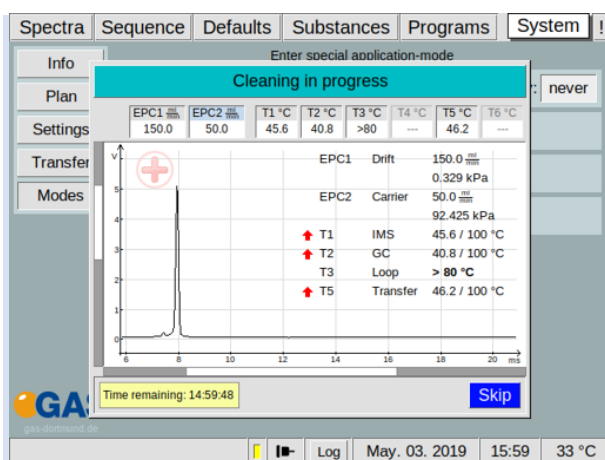 Spectra Sequence Defaults Substances Programs System !
Enter special application-mode
Info
Plan
Settings
Transfer
Modes
: never
Cleaning in progress
EPC1 ml/min EPC2 ml/min T1 °C T2 °C T3 °C T4 °C T5 °C T6 °C
150.0 50.0 45.6 40.8 >80 --- 46.2 ---
V
5
4
3
2
1
0
6 8 10 12 14 16 18 20 ms
EPC1 Drift 150.0 ml/min
0.329 kPa
EPC2 Carrier 50.0 ml/min
92.425 kPa
T1 IMS 45.6 / 100 °C
T2 GC 40.8 / 100 °C
T3 Loop > 80 °C
T5 Transfer 46.2 / 100 °C
Time remaining: 14:59:48
Skip
GAS
gas-dortmund.de
Log May. 03. 2019 15:59 33 °C